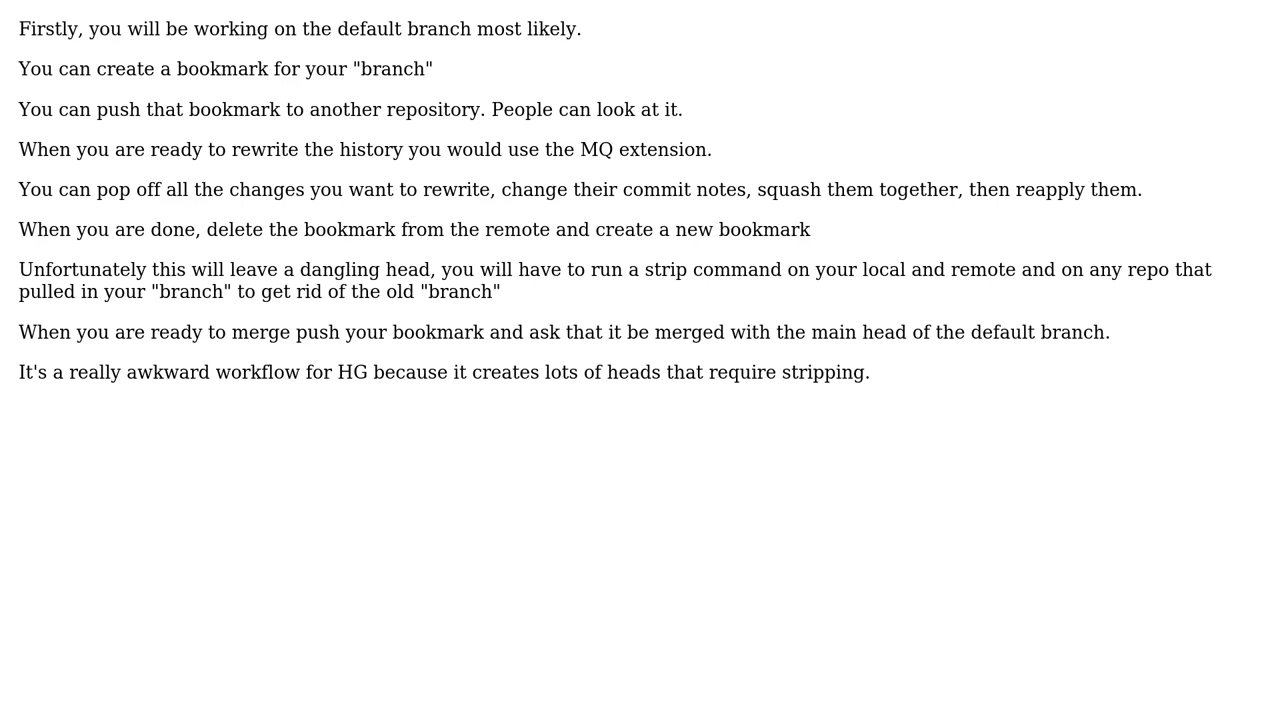 Firstly, you will be working on the default branch most likely.
You can create a bookmark for your "branch"
You can push that bookmark to another repository. People can look at it.
When you are ready to rewrite the history you would use the MQ extension.
You can pop off all the changes you want to rewrite, change their commit notes, squash them together, then reapply them.
When you are done, delete the bookmark from the remote and create a new bookmark
Unfortunately this will leave a dangling head, you will have to run a strip command on your local and remote and on any repo that
pulled in your "branch" to get rid of the old "branch"
When you are ready to merge push your bookmark and ask that it be merged with the main head of the default branch.
It's a really awkward workflow for HG because it creates lots of heads that require stripping.